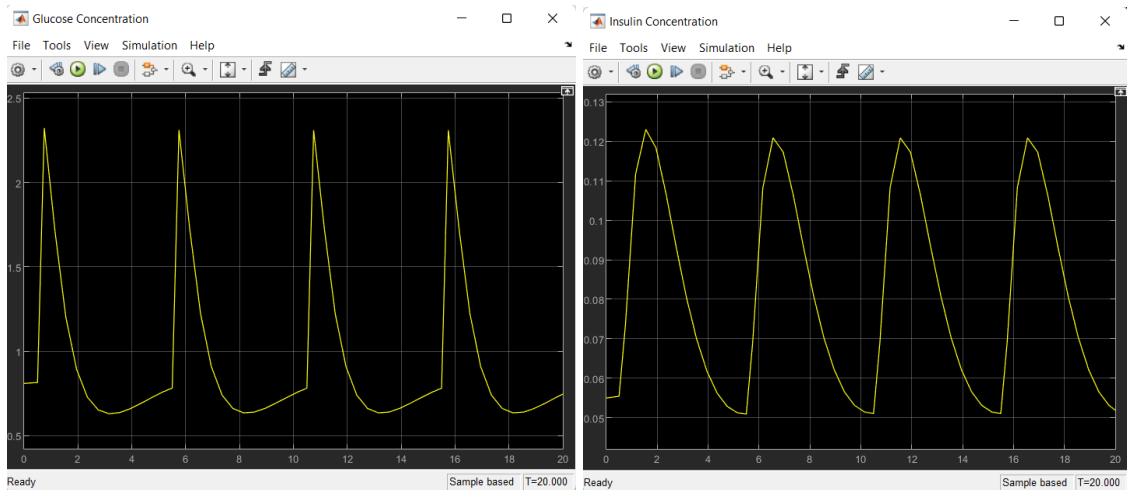 Glucose Concentration
File Tools View Simulation Help
2.5
2
1.5
1
0.5
0 2 4 6 8 10 12 14 16 18 20
Ready Sample based T=20.000
Insulin Concentration
File Tools View Simulation Help
0.13
0.12
0.11
0.1
0.09
0.08
0.07
0.06
0.05
0 2 4 6 8 10 12 14 16 18 20
Ready Sample based T=20.000